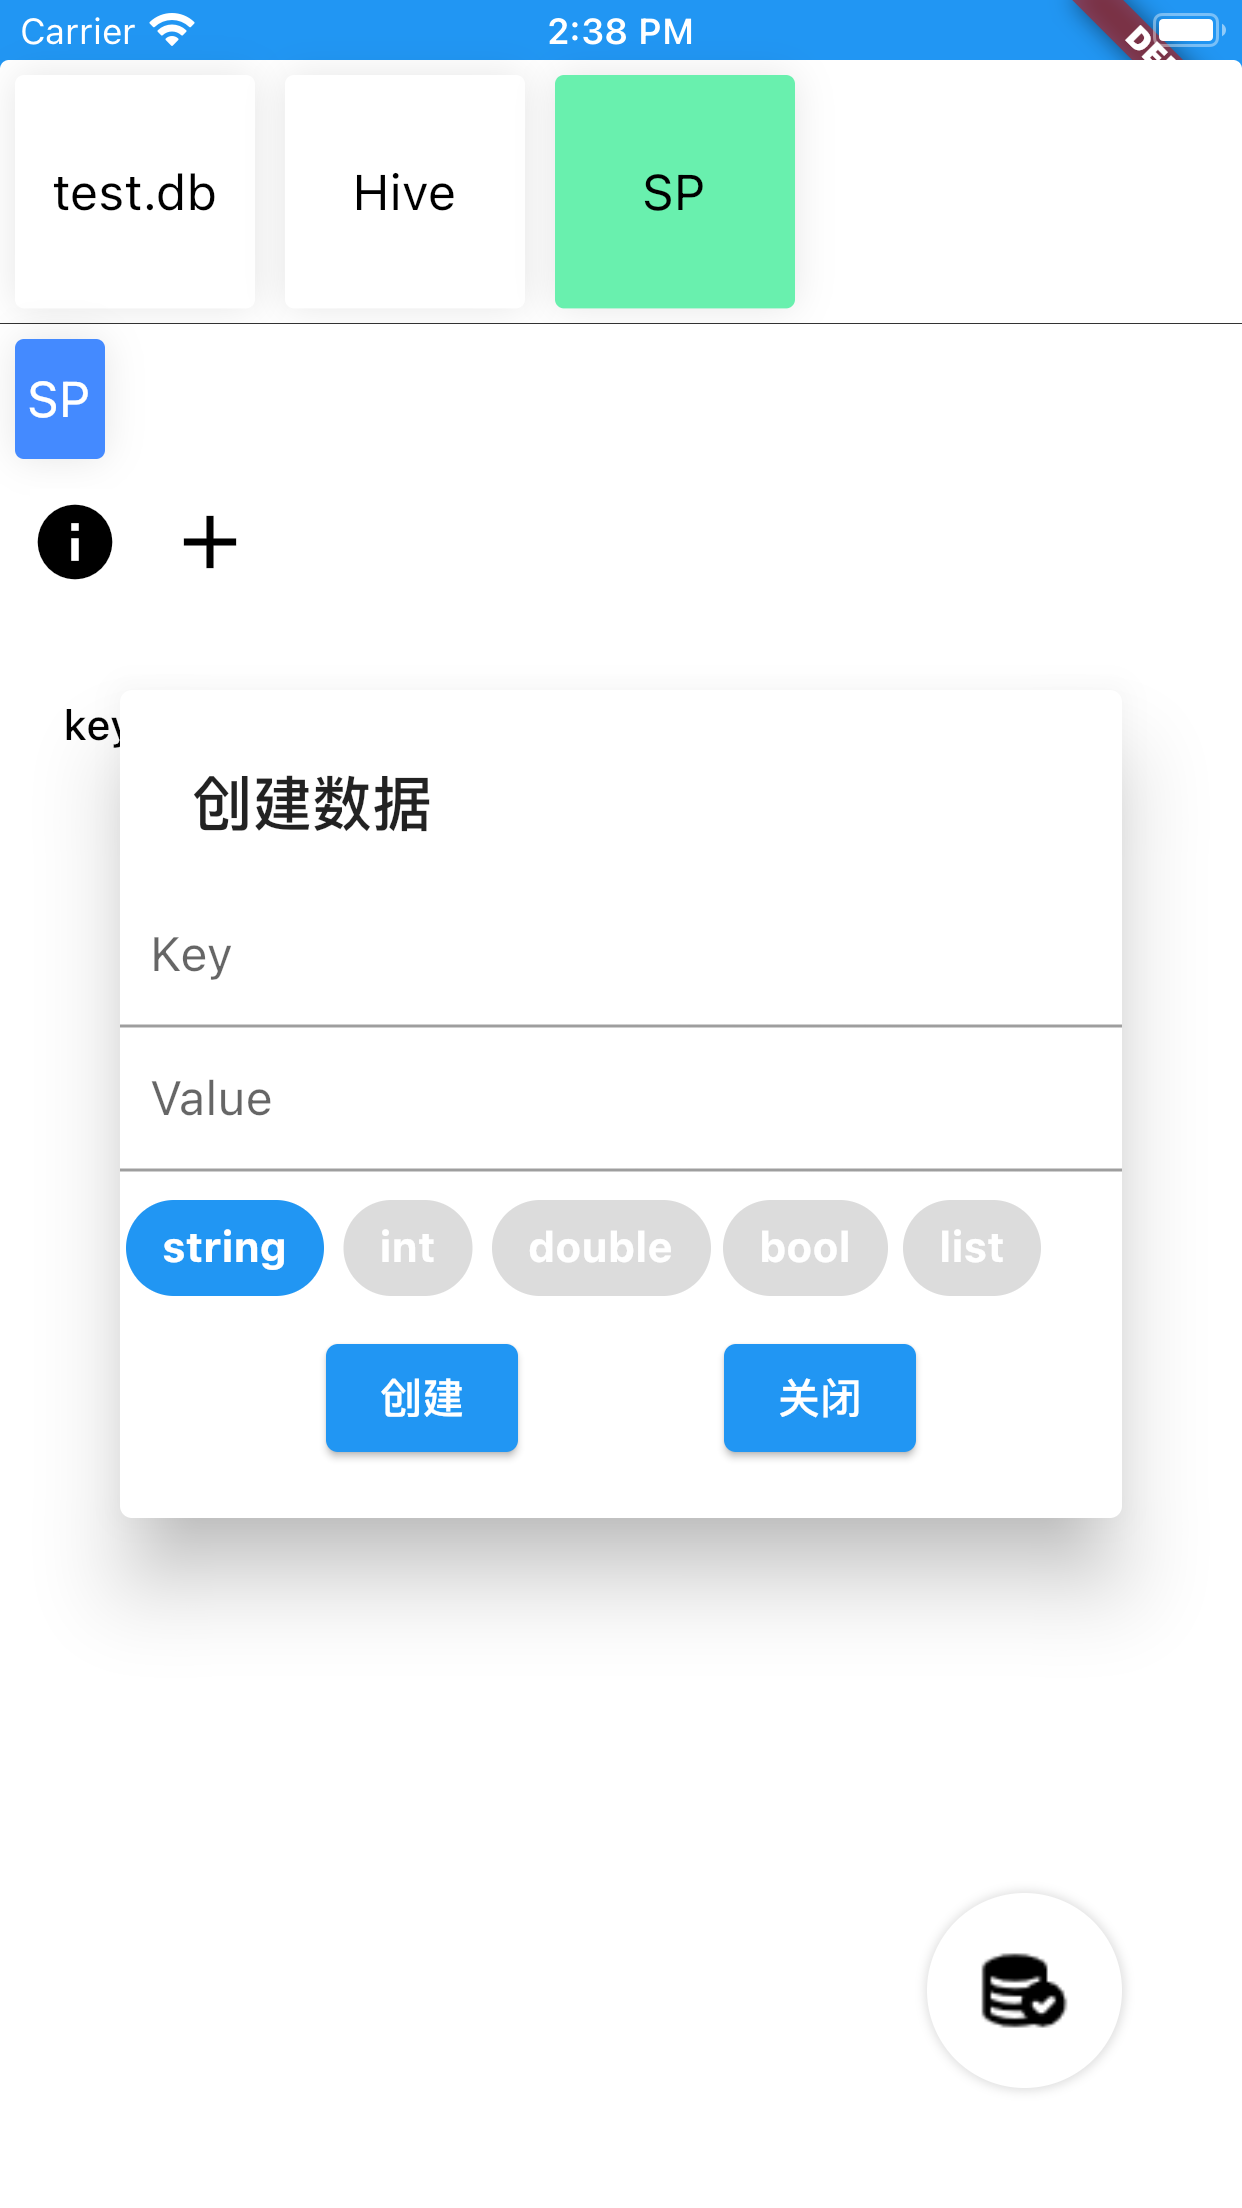 Carrier 2:38 PM
test.db Hive SP
SP
key
创建数据
Key
Value
string int double bool list
创建 关闭